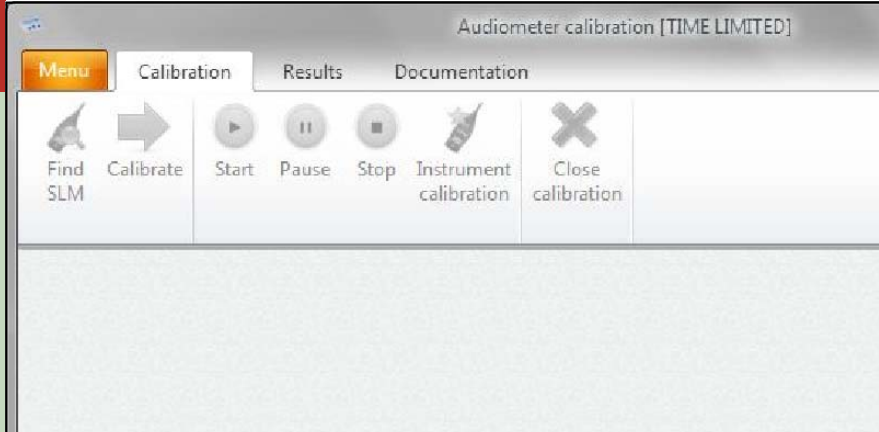 Audiometer calibration [TIME LIMITED]
Menu Calibration Results Documentation
Find Calibrate Start Pause Stop Instrument Close
SLM calibration calibration